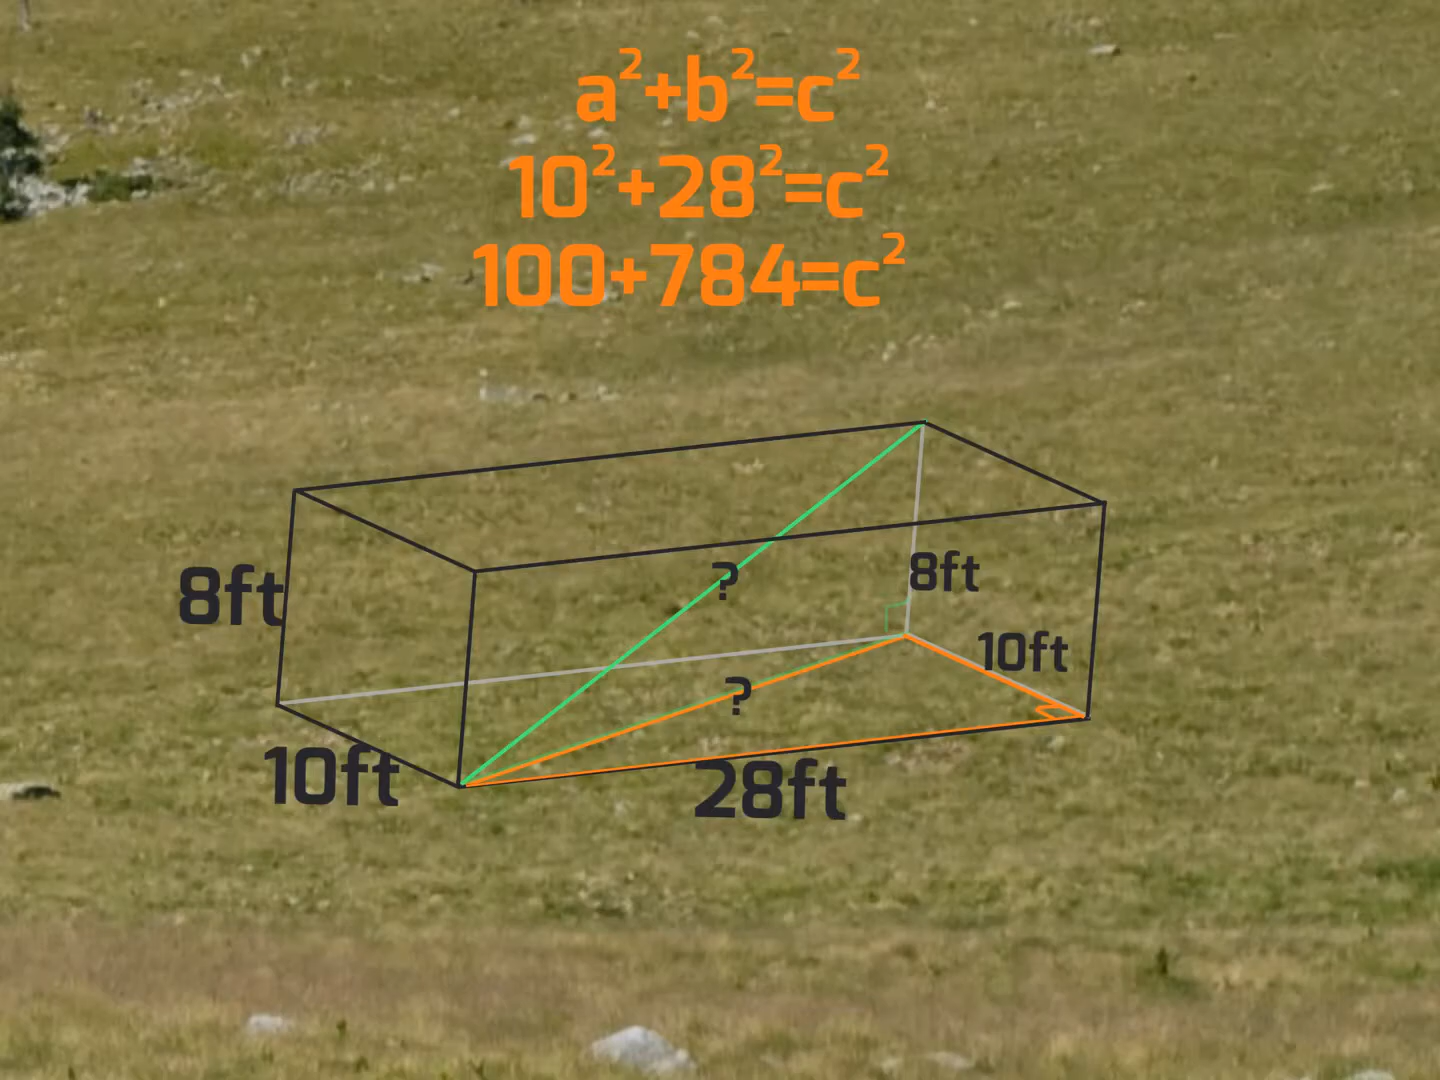 a²+b²=c²
10²+28²=c²
100+784=c²
?
8ft
8ft
10ft
?
10ft
28ft